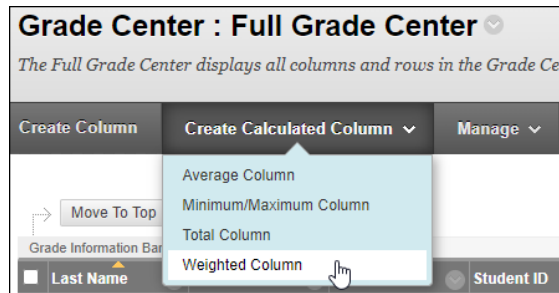 Grade Center : Full Grade Center
The Full Grade Center displays all columns and rows in the Grade Ce
Create Column Create Calculated Column Manage
Average Column
Move To Top Minimum/Maximum Column
Total Column
Grade Information Bar
Weighted Column
Last Name Student ID